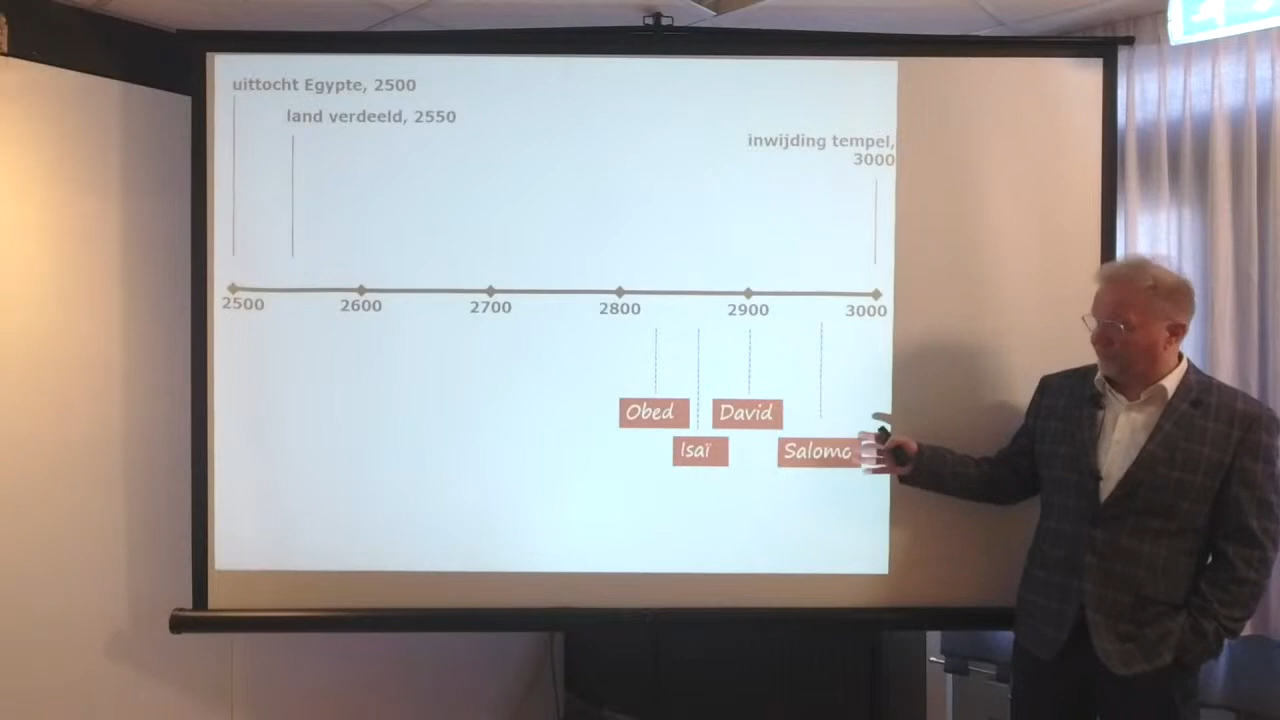 uittocht Egypte, 2500
land verdeeld, 2550
inwijding tempel,
3000
2500 2600 2700 2800 2900 3000
Obed David
Isaï Salomo